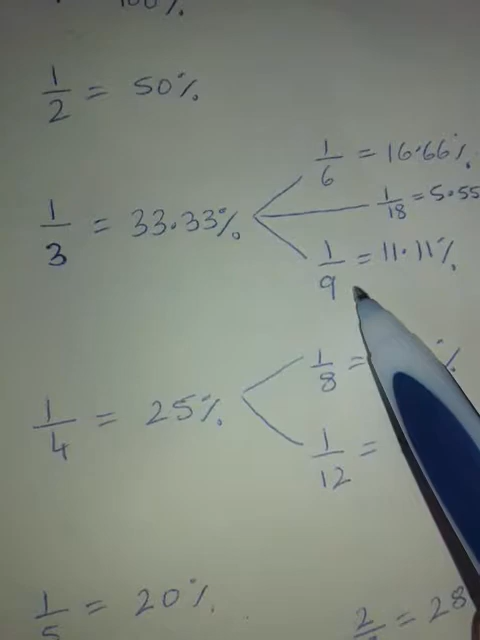 100%
1/2 = 50%
1/3 = 33.33%
1/6 = 16.66%
1/18 = 5.55
1/9 = 11.11%
1/4 = 25%
1/8 = %
1/12 =
1/5 = 20%
2/ = 28